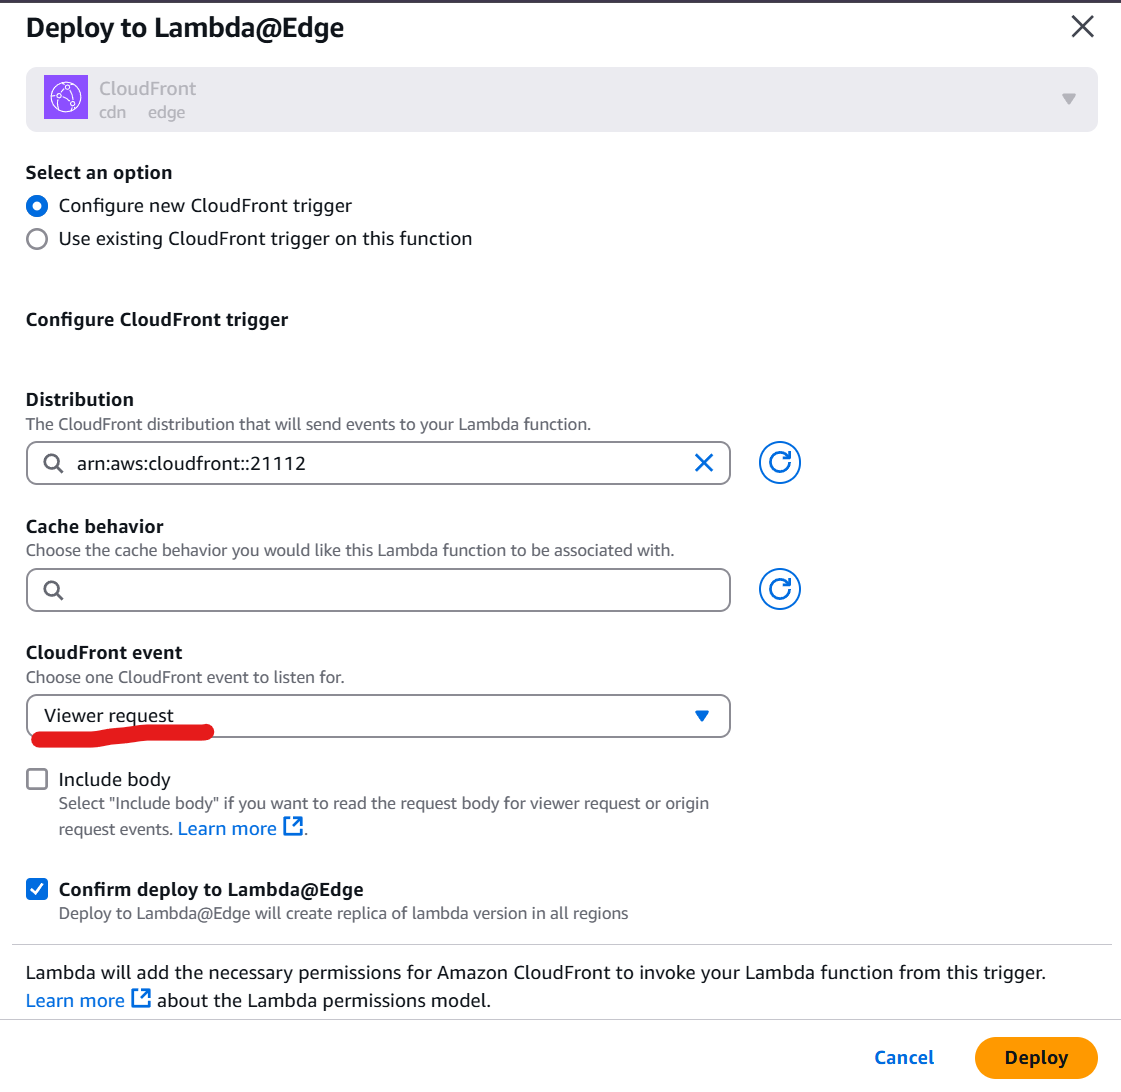 Deploy to Lambda@Edge
CloudFront
cdn edge
Select an option
Configure new CloudFront trigger
Use existing CloudFront trigger on this function
Configure CloudFront trigger
Distribution
The CloudFront distribution that will send events to your Lambda function.
arn:aws:cloudfront::21112
Cache behavior
Choose the cache behavior you would like this Lambda function to be associated with.
CloudFront event
Choose one CloudFront event to listen for.
Viewer request
Include body
Select "Include body" if you want to read the request body for viewer request or origin
request events. Learn more.
Confirm deploy to Lambda@Edge
Deploy to Lambda@Edge will create replica of lambda version in all regions
Lambda will add the necessary permissions for Amazon CloudFront to invoke your Lambda function from this trigger.
Learn more about the Lambda permissions model.
Cancel Deploy